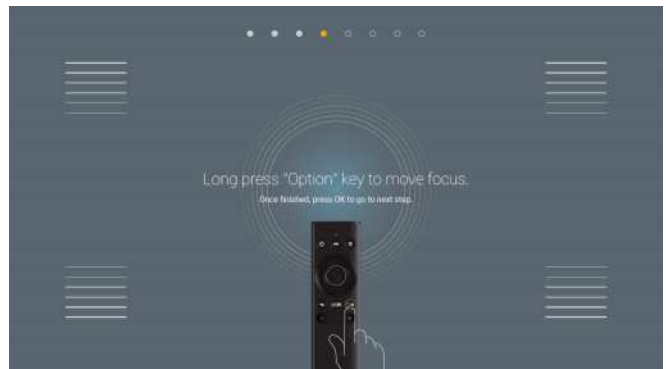 Long press "Option" key to move focus.
Once finished, press OK to go to next step.